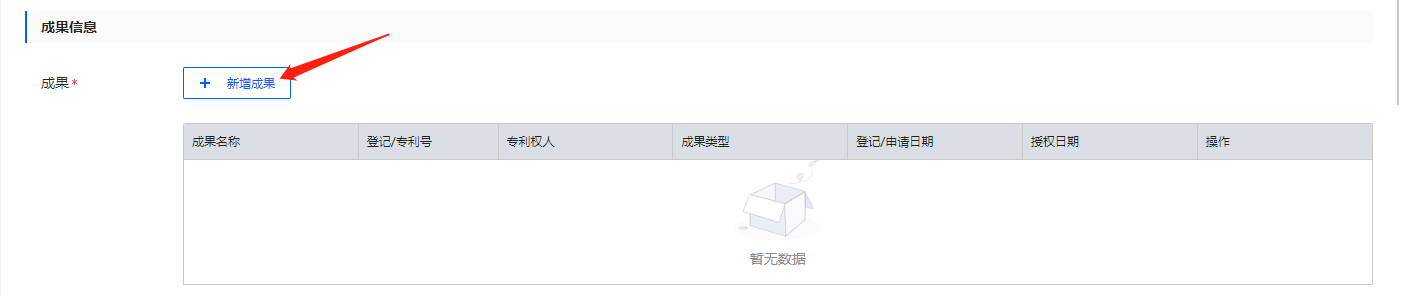 成果信息
成果 *
+ 新增成果
成果名称 登记/专利号 专利权人 成果类型 登记/申请日期 授权日期 操作
暂无数据